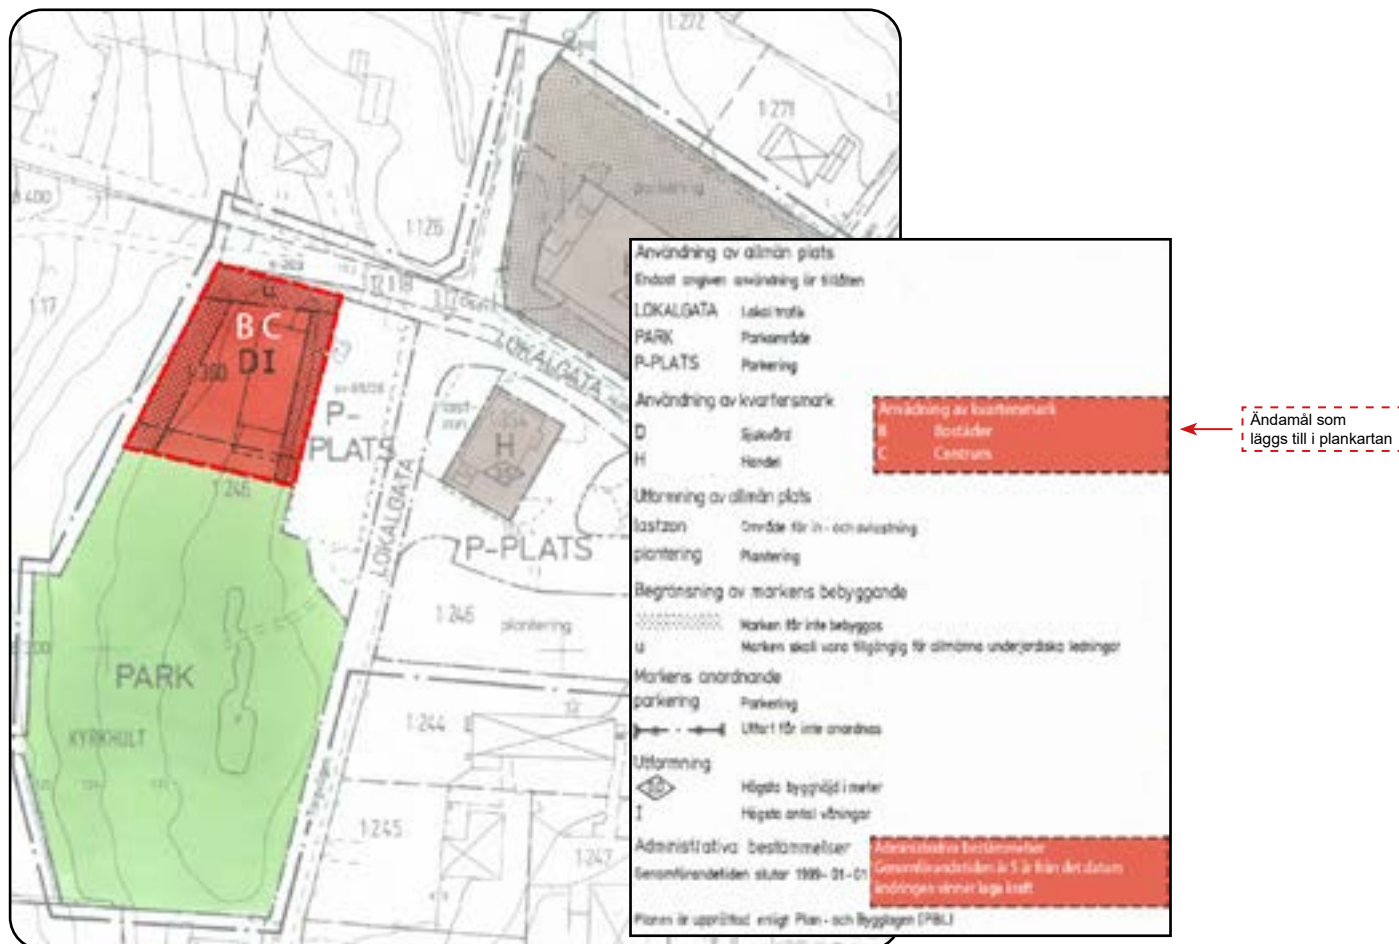 1:272
1:271
400
1:126
1:17
B C
DI
LOKALGATA
P-
PLATS
H
1:246
LOKALGATA
P-PLATS
1:246
plantering
PARK
KYRKHULT
1:244
1:245
1:247
Användning av allmän plats
Endast angiven användning är tillåten
LOKALGATA Lokal trafik
PARK Parkområde
P-PLATS Parkering
Användning av kvartersmark
D Sjukvård
H Handel
Användning av kvartersmark
B Bostäder
C Centrum
Utformning av allmän plats
lastzon Område för in- och avlastning
plantering Plantering
Begränsning av markens bebyggande
Marken får inte bebyggas
u Marken skall vara tillgänglig för allmänna underjordiska ledningar
Markens anordnande
parkering Parkering
Utfart får inte anordnas
Utformning
Högsta bygghöjd i meter
I Högsta antal våningar
Administrativa bestämmelser
Genomförandetiden slutar 1999-01-01
Administrativa bestämmelser
Genomförandetiden är 5 år från det datum
ändringen vinner laga kraft
Planen är upprättad enligt Plan- och Bygglagen (PBL)
Ändamål som
läggs till i plankartan